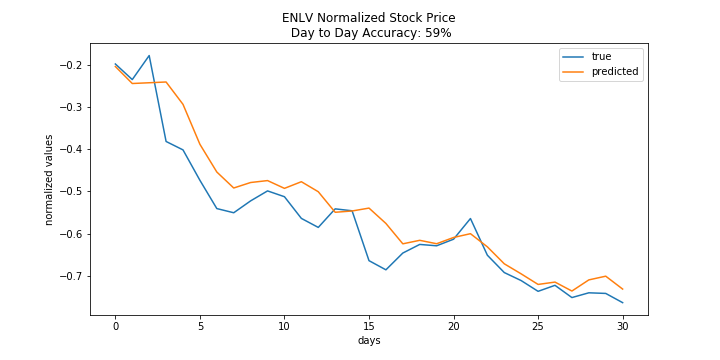 ENLV Normalized Stock Price
Day to Day Accuracy: 59%
true
predicted
normalized values
−0.2
−0.3
−0.4
−0.5
−0.6
−0.7
0
5
10
15
20
25
30
days